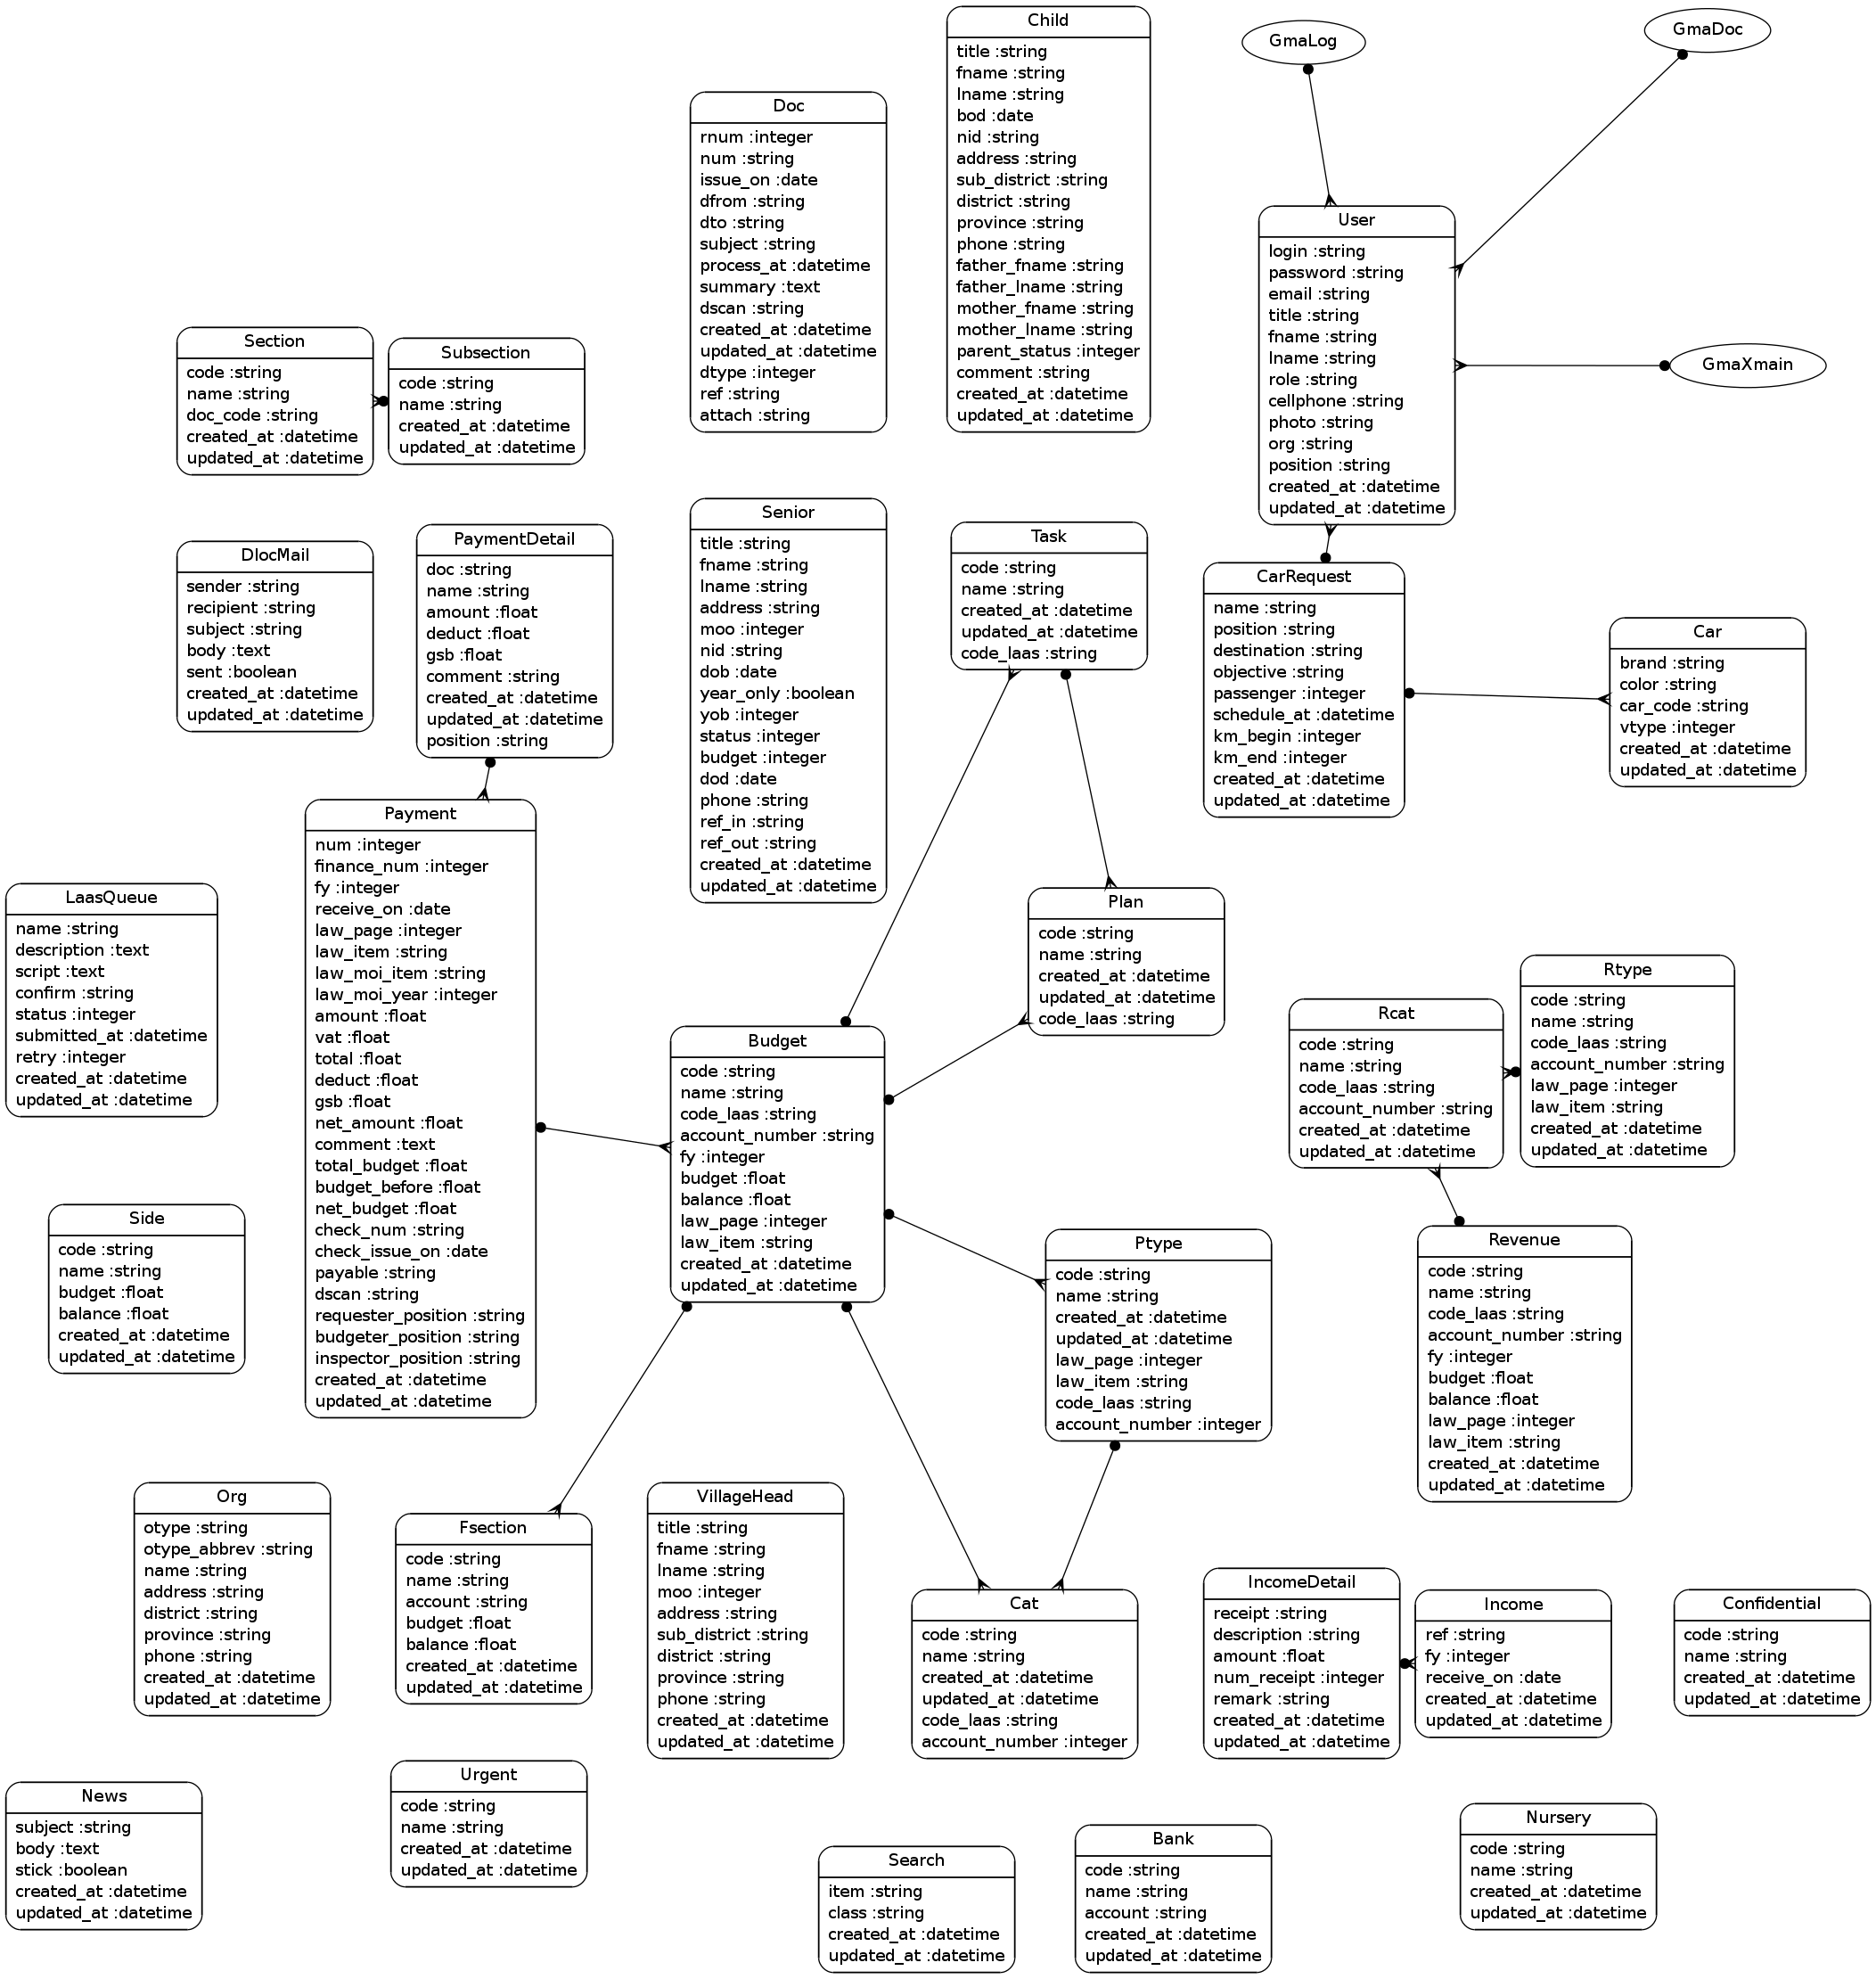 Child
title :string
fname :string
lname :string
bod :date
nid :string
address :string
sub_district :string
district :string
province :string
phone :string
father_fname :string
father_lname :string
mother_fname :string
mother_lname :string
parent_status :integer
comment :string
created_at :datetime
updated_at :datetime
GmaLog
GmaDoc
Doc
rnum :integer
num :string
issue_on :date
dfrom :string
dto :string
subject :string
process_at :datetime
summary :text
dscan :string
created_at :datetime
updated_at :datetime
dtype :integer
ref :string
attach :string
User
login :string
password :string
email :string
title :string
fname :string
lname :string
role :string
cellphone :string
photo :string
org :string
position :string
created_at :datetime
updated_at :datetime
GmaXmain
Section
code :string
name :string
doc_code :string
created_at :datetime
updated_at :datetime
Subsection
code :string
name :string
created_at :datetime
updated_at :datetime
DlocMail
sender :string
recipient :string
subject :string
body :text
sent :boolean
created_at :datetime
updated_at :datetime
PaymentDetail
doc :string
name :string
amount :float
deduct :float
gsb :float
comment :string
created_at :datetime
updated_at :datetime
position :string
Senior
title :string
fname :string
lname :string
address :string
moo :integer
nid :string
dob :date
year_only :boolean
yob :integer
status :integer
budget :integer
dod :date
phone :string
ref_in :string
ref_out :string
created_at :datetime
updated_at :datetime
Task
code :string
name :string
created_at :datetime
updated_at :datetime
code_laas :string
CarRequest
name :string
position :string
destination :string
objective :string
passenger :integer
schedule_at :datetime
km_begin :integer
km_end :integer
created_at :datetime
updated_at :datetime
Car
brand :string
color :string
car_code :string
vtype :integer
created_at :datetime
updated_at :datetime
Payment
num :integer
finance_num :integer
fy :integer
receive_on :date
law_page :integer
law_item :string
law_moi_item :string
law_moi_year :integer
amount :float
vat :float
total :float
deduct :float
gsb :float
net_amount :float
comment :text
total_budget :float
budget_before :float
net_budget :float
check_num :string
check_issue_on :date
payable :string
dscan :string
requester_position :string
budgeter_position :string
inspector_position :string
created_at :datetime
updated_at :datetime
LaasQueue
name :string
description :text
script :text
confirm :string
status :integer
submitted_at :datetime
retry :integer
created_at :datetime
updated_at :datetime
Plan
code :string
name :string
created_at :datetime
updated_at :datetime
code_laas :string
Rtype
code :string
name :string
code_laas :string
account_number :string
law_page :integer
law_item :string
created_at :datetime
updated_at :datetime
Rcat
code :string
name :string
code_laas :string
account_number :string
created_at :datetime
updated_at :datetime
Budget
code :string
name :string
code_laas :string
account_number :string
fy :integer
budget :float
balance :float
law_page :integer
law_item :string
created_at :datetime
updated_at :datetime
Side
code :string
name :string
budget :float
balance :float
created_at :datetime
updated_at :datetime
Ptype
code :string
name :string
created_at :datetime
updated_at :datetime
law_page :integer
law_item :string
code_laas :string
account_number :integer
Revenue
code :string
name :string
code_laas :string
account_number :string
fy :integer
budget :float
balance :float
law_page :integer
law_item :string
created_at :datetime
updated_at :datetime
Org
otype :string
otype_abbrev :string
name :string
address :string
district :string
province :string
phone :string
created_at :datetime
updated_at :datetime
Fsection
code :string
name :string
account :string
budget :float
balance :float
created_at :datetime
updated_at :datetime
VillageHead
title :string
fname :string
lname :string
moo :integer
address :string
sub_district :string
district :string
province :string
phone :string
created_at :datetime
updated_at :datetime
Cat
code :string
name :string
created_at :datetime
updated_at :datetime
code_laas :string
account_number :integer
IncomeDetail
receipt :string
description :string
amount :float
num_receipt :integer
remark :string
created_at :datetime
updated_at :datetime
Income
ref :string
fy :integer
receive_on :date
created_at :datetime
updated_at :datetime
Confidential
code :string
name :string
created_at :datetime
updated_at :datetime
News
subject :string
body :text
stick :boolean
created_at :datetime
updated_at :datetime
Urgent
code :string
name :string
created_at :datetime
updated_at :datetime
Search
item :string
class :string
created_at :datetime
updated_at :datetime
Bank
code :string
name :string
account :string
created_at :datetime
updated_at :datetime
Nursery
code :string
name :string
created_at :datetime
updated_at :datetime